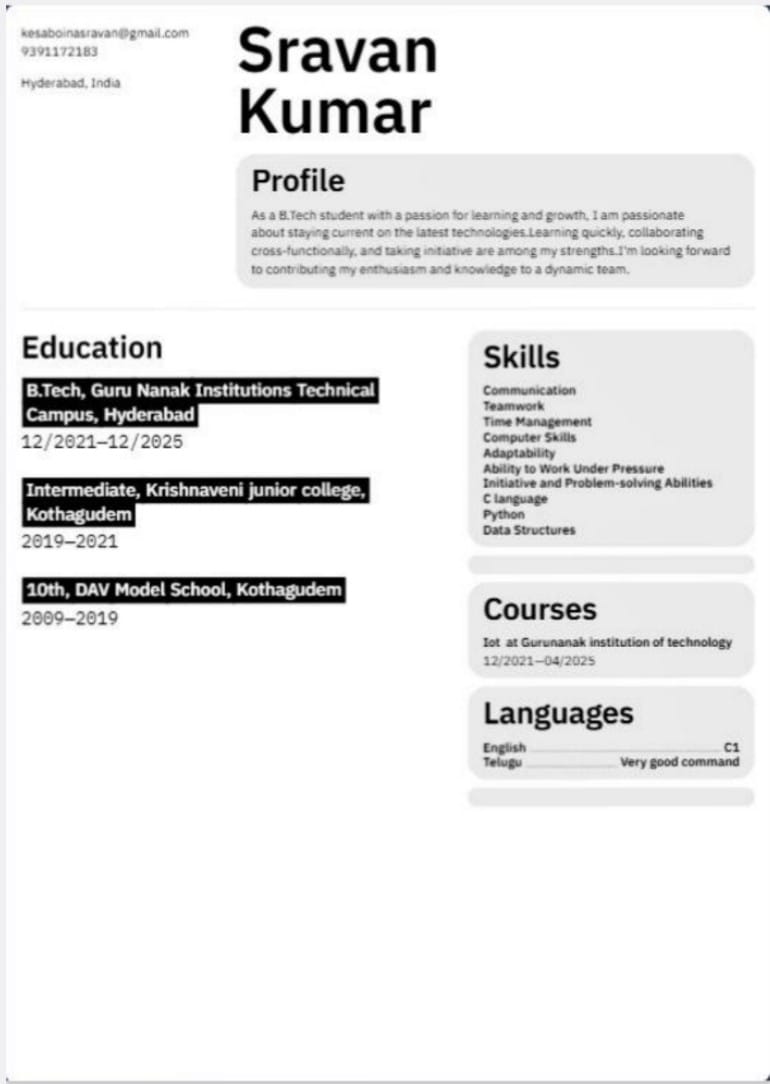 kesaboinasravan@gmail.com
9391172183
Hyderabad, India
Sravan
Kumar
Profile
As a B.Tech student with a passion for learning and growth, I am passionate
about staying current on the latest technologies.Learning quickly, collaborating
cross-functionally, and taking initiative are among my strengths.I'm looking forward
to contributing my enthusiasm and knowledge to a dynamic team.
Education
B.Tech, Guru Nanak Institutions Technical
Campus, Hyderabad
12/2021–12/2025
Intermediate, Krishnaveni junior college,
Kothagudem
2019–2021
10th, DAV Model School, Kothagudem
2009–2019
Skills
Communication
Teamwork
Time Management
Computer Skills
Adaptability
Ability to Work Under Pressure
Initiative and Problem-solving Abilities
C language
Python
Data Structures
Courses
Iot at Gurunanak institution of technology
12/2021–04/2025
Languages
English C1
Telugu Very good command